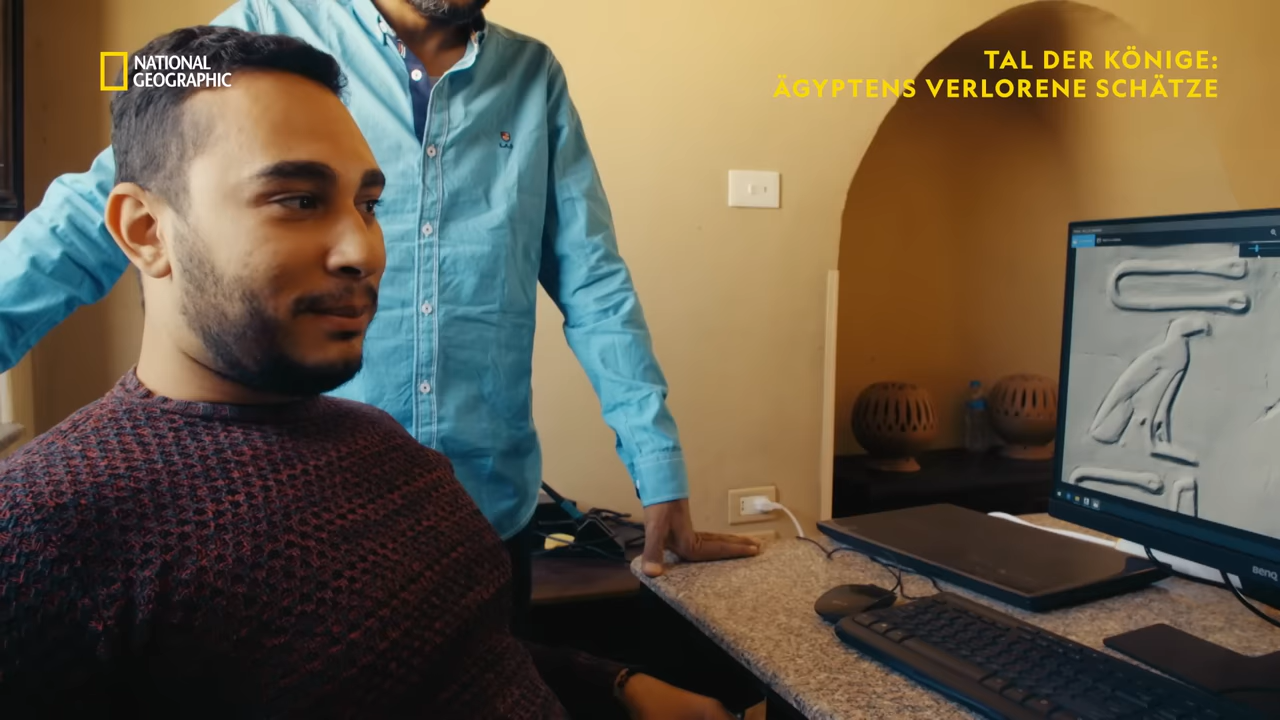 NATIONAL
GEOGRAPHIC
TAL DER KÖNIGE:
ÄGYPTENS VERLORENE SCHÄTZE
BenQ